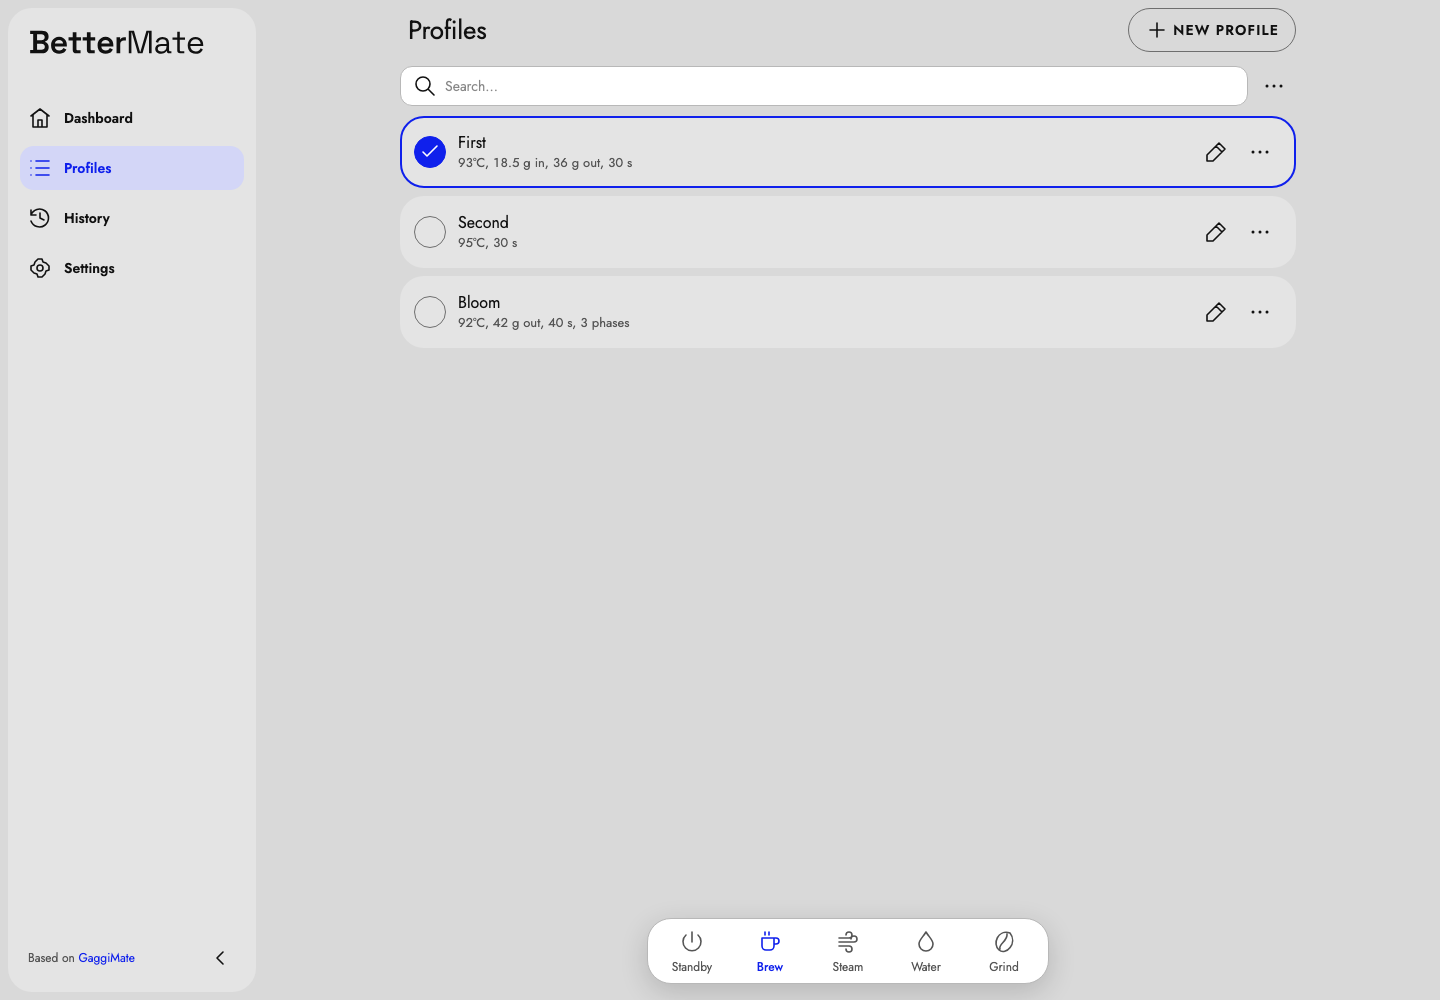 BetterMate
Dashboard
Profiles
History
Settings
Based on GaggiMate
Profiles
NEW PROFILE
Search...
First
93°C, 18.5 g in, 36 g out, 30 s
Second
95°C, 30 s
Bloom
92°C, 42 g out, 40 s, 3 phases
Standby
Brew
Steam
Water
Grind